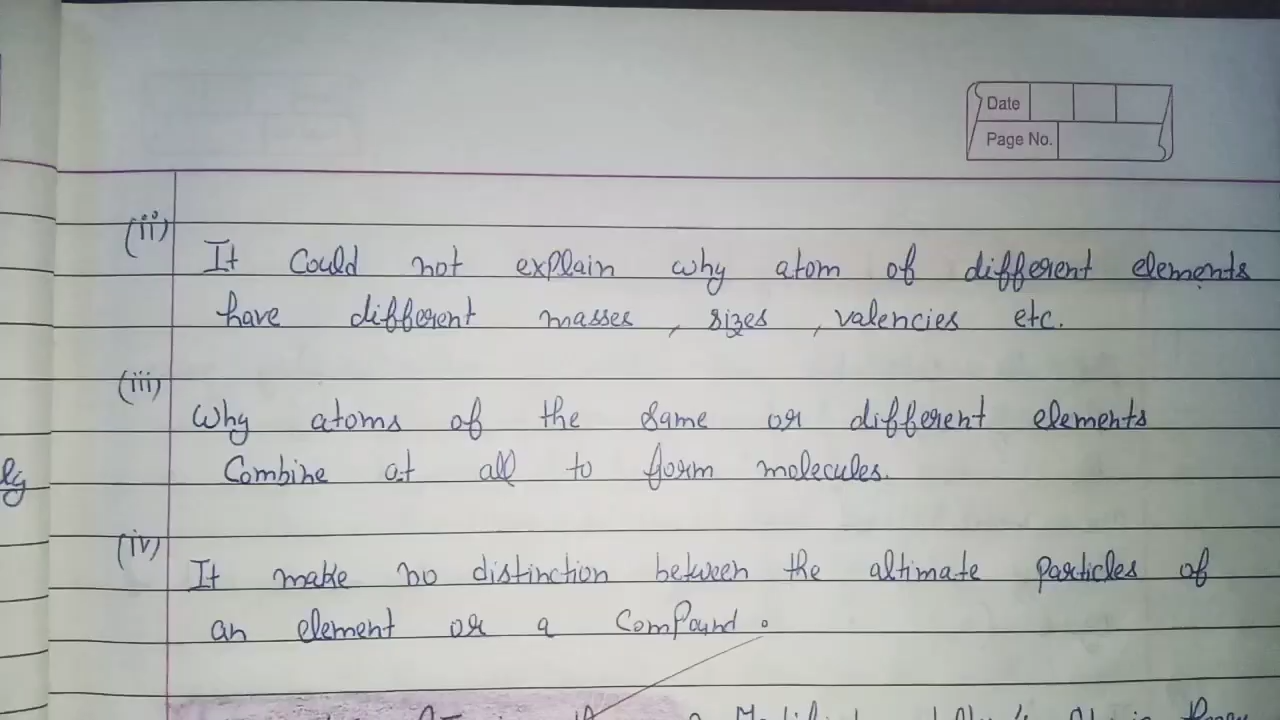 Date
Page No.
(ii) It Could not explain why atom of different elements
have different masses, sizes, valencies etc.
(iii) Why atoms of the same or different elements
Combine at all to form molecules.
(iv) It make no distinction between the altimate particles of
an element or a Compound.